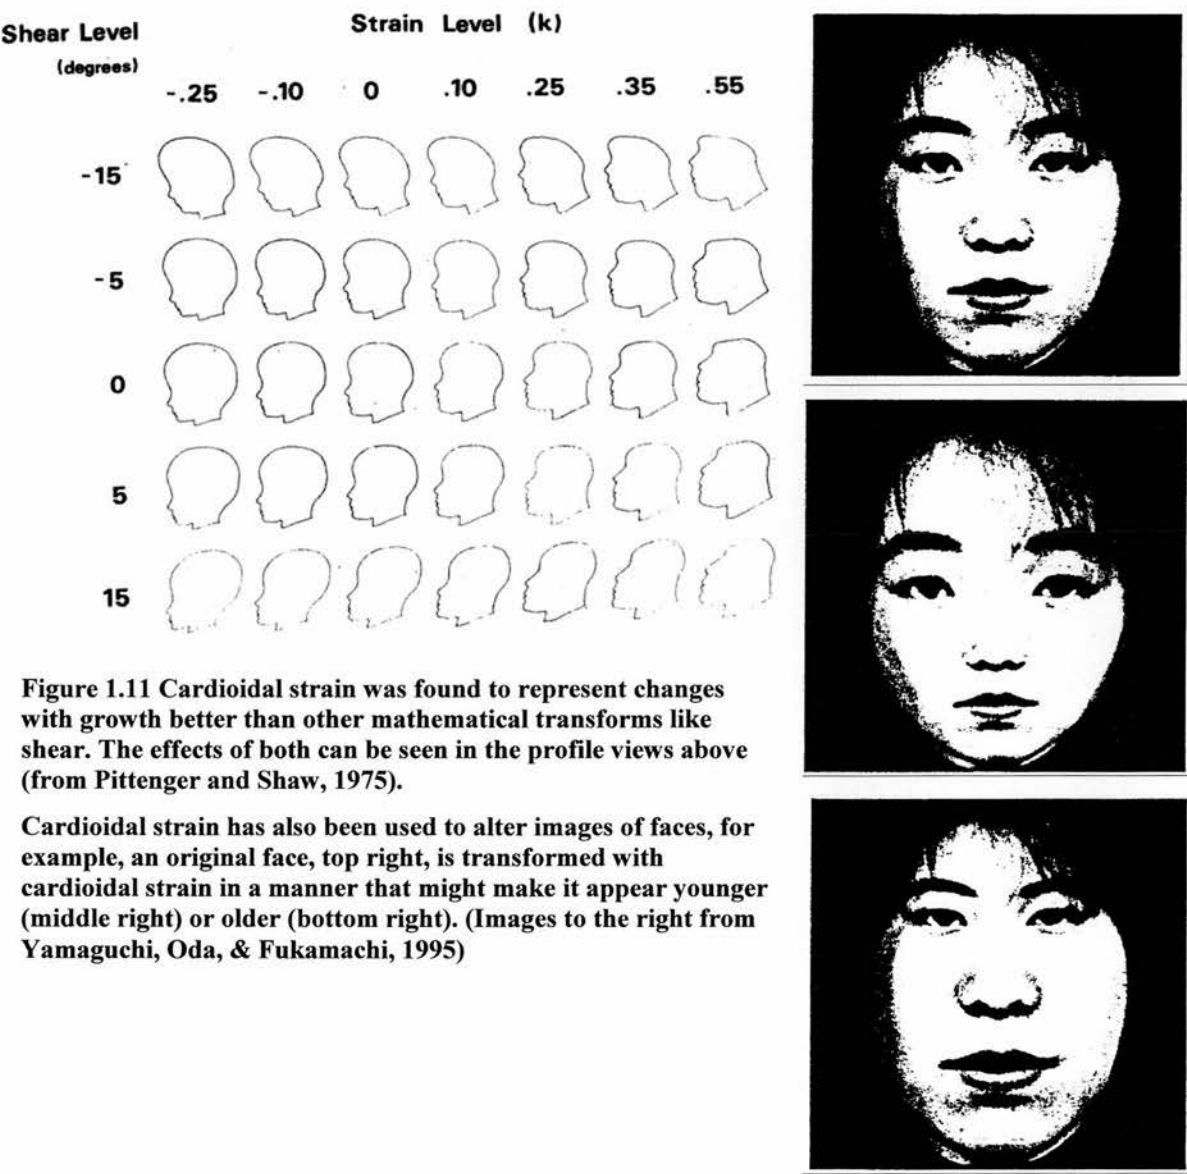 Shear Level
(degrees)
Strain Level (k)
-.25 -.10 0 .10 .25 .35 .55
-15
-5
0
5
15
Figure 1.11 Cardioidal strain was found to represent changes
with growth better than other mathematical transforms like
shear. The effects of both can be seen in the profile views above
(from Pittenger and Shaw, 1975).
Cardioidal strain has also been used to alter images of faces, for
example, an original face, top right, is transformed with
cardioidal strain in a manner that might make it appear younger
(middle right) or older (bottom right). (Images to the right from
Yamaguchi, Oda, & Fukamachi, 1995)